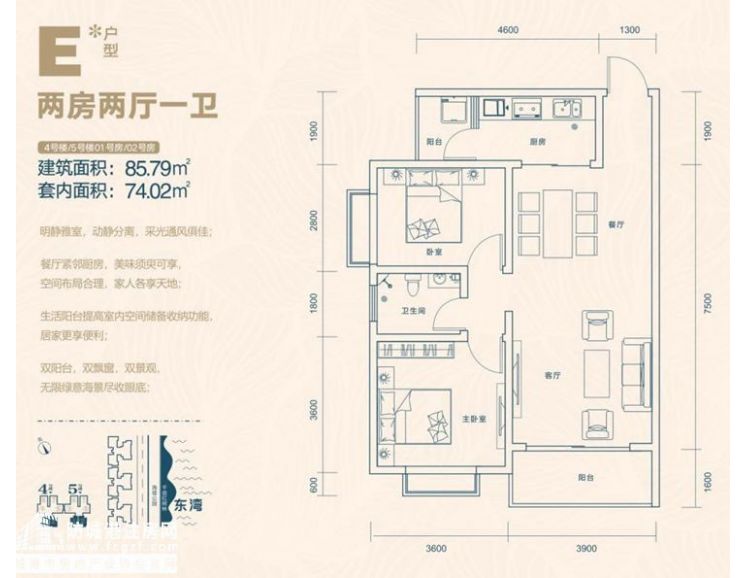 E*户型
两房两厅一卫
4号楼/5号楼01号房/02号房
建筑面积：85.79㎡
套内面积：74.02㎡
明静雅室，动静分离，采光通风俱佳；
餐厅紧邻厨房，美味须臾可享，
空间布局合理，家人各享天地；
生活阳台提高室内空间储备收纳功能，
居家更享便利；
双阳台，双飘窗，双景观，
无限绿意海景尽收眼底；
4号楼 5号楼
东湾
4600
1300
1900
2800
1800
3600
600
1900
7500
1600
3600
3900
阳台
厨房
餐厅
卧室
卫生间
客厅
主卧室
阳台